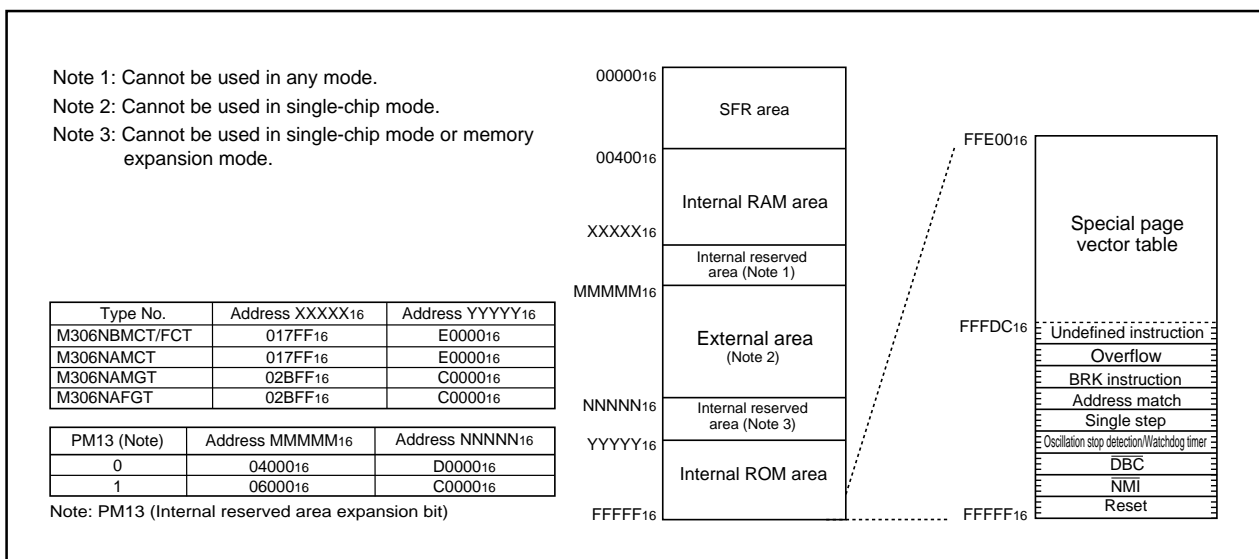 Note 1: Cannot be used in any mode.
Note 2: Cannot be used in single-chip mode.
Note 3: Cannot be used in single-chip mode or memory
expansion mode.
Type No. Address XXXXX16 Address YYYYY16
M306NBMCT/FCT 017FF16 E000016
M306NAMCT 017FF16 E000016
M306NAMGT 02BFF16 C000016
M306NAFGT 02BFF16 C000016
PM13 (Note) Address MMMMM16 Address NNNNN16
0 0400016 D000016
1 0600016 C000016
Note: PM13 (Internal reserved area expansion bit)
0000016
SFR area
0040016
Internal RAM area
XXXXX16
Internal reserved
area (Note 1)
MMMMM16
External area
(Note 2)
NNNNN16
Internal reserved
area (Note 3)
YYYYY16
Internal ROM area
FFFFF16
FFE0016
Special page
vector table
FFFDC16
Undefined instruction
Overflow
BRK instruction
Address match
Single step
Oscillation stop detection/Watchdog timer
DBC
NMI
Reset
FFFFF16